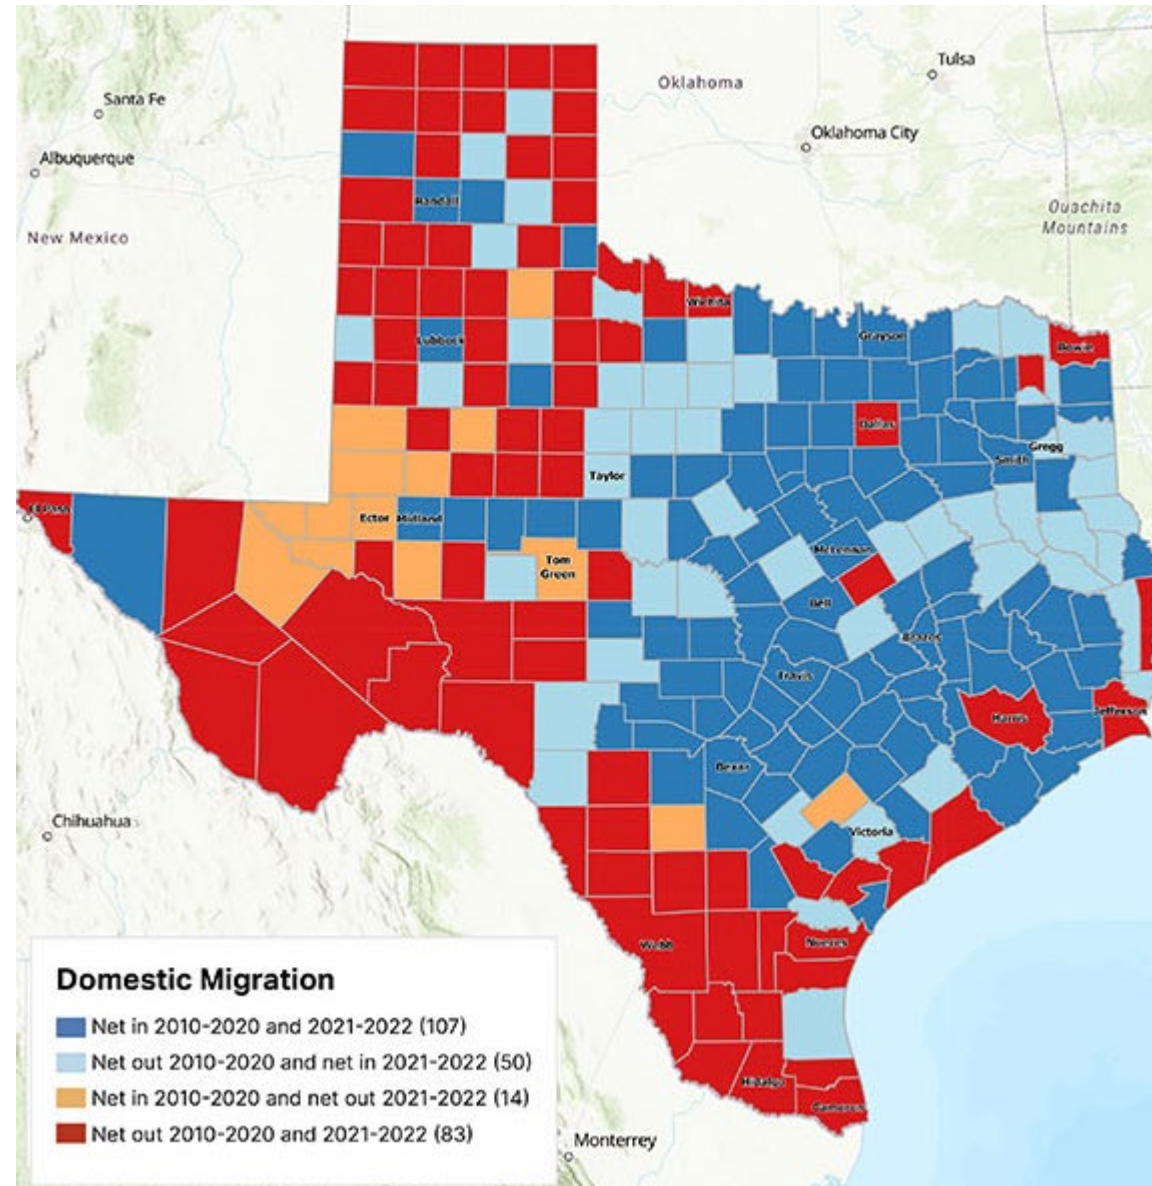 Tulsa
Oklahoma
Santa Fe
Oklahoma City
Albuquerque
Randall
Ouachita
Mountains
New Mexico
Wichita
Grayson
Lubbock
Bowie
Dallas
Gregg
Smith
Taylor
El Paso
Ector
Midland
McLennan
Tom
Green
Bell
Brazos
Travis
Harris
Jefferson
Bexar
Chihuahua
Victoria
Webb
Nueces
Domestic Migration
Net in 2010-2020 and 2021-2022 (107)
Net out 2010-2020 and net in 2021-2022 (50)
Hidalgo
Net in 2010-2020 and net out 2021-2022 (14)
Cameron
Net out 2010-2020 and 2021-2022 (83)
Monterrey